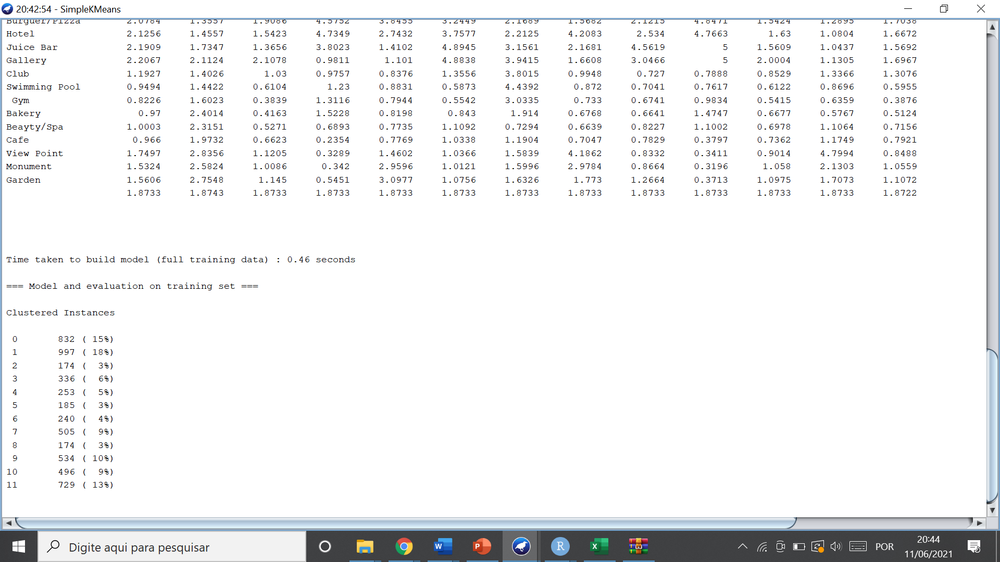 20:42:54 - SimpleKMeans
Burguer/Pizza 2.0784 1.3557 1.9086 4.5752 3.8455 3.2449 2.1689 1.5682 2.1215 4.8471 1.5424 1.2895 1.7038
Hotel 2.1256 1.4557 1.5423 4.7349 2.7432 3.7577 2.2125 4.2083 2.534 4.7663 1.63 1.0804 1.6672
Juice Bar 2.1909 1.7347 1.3656 3.8023 1.4102 4.8945 3.1561 2.1681 4.5619 5 1.5609 1.0437 1.5692
Gallery 2.2067 2.1124 2.1078 0.9811 1.101 4.8838 3.9415 1.6608 3.0466 5 2.0004 1.1305 1.6967
Club 1.1927 1.4026 1.03 0.9757 0.8376 1.3556 3.8015 0.9948 0.727 0.7888 0.8529 1.3366 1.3076
Swimming Pool 0.9494 1.4422 0.6104 1.23 0.8831 0.5873 4.4392 0.872 0.7041 0.7617 0.6122 0.8696 0.5955
Gym 0.8226 1.6023 0.3839 1.3116 0.7944 0.5542 3.0335 0.733 0.6741 0.9834 0.5415 0.6359 0.3876
Bakery 0.97 2.4014 0.4163 1.5228 0.8198 0.843 1.914 0.6768 0.6641 1.4747 0.6677 0.5767 0.5124
Beayty/Spa 1.0003 2.3151 0.5271 0.6893 0.7735 1.1092 0.7294 0.6639 0.8227 1.1002 0.6978 1.1064 0.7156
Cafe 0.966 1.9732 0.6623 0.2354 0.7769 1.0338 1.1904 0.7047 0.7829 0.3797 0.7362 1.1749 0.7921
View Point 1.7497 2.8356 1.1205 0.3289 1.4602 1.0366 1.5839 4.1862 0.8332 0.3411 0.9014 4.7994 0.8488
Monument 1.5324 2.5824 1.0086 0.342 2.9596 1.0121 1.5996 2.9784 0.8664 0.3196 1.058 2.1303 1.0559
Garden 1.5606 2.7548 1.145 0.5451 3.0977 1.0756 1.6326 1.773 1.2664 0.3713 1.0975 1.7073 1.1072
1.8733 1.8743 1.8733 1.8733 1.8733 1.8733 1.8733 1.8733 1.8733 1.8733 1.8733 1.8733 1.8722
Time taken to build model (full training data) : 0.46 seconds
=== Model and evaluation on training set ===
Clustered Instances
0 832 ( 15%)
1 997 ( 18%)
2 174 ( 3%)
3 336 ( 6%)
4 253 ( 5%)
5 185 ( 3%)
6 240 ( 4%)
7 505 ( 9%)
8 174 ( 3%)
9 534 ( 10%)
10 496 ( 9%)
11 729 ( 13%)
Digite aqui para pesquisar
W
P
R
X
POR
20:44
11/06/2021